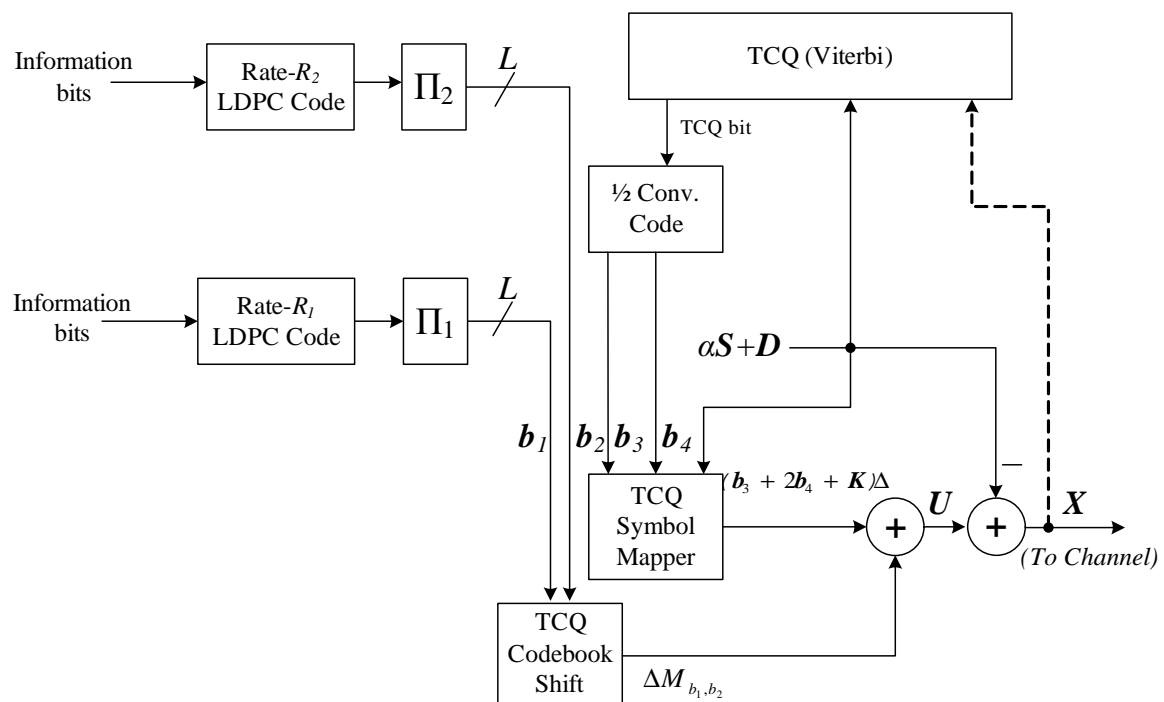 Information
bits
Rate-R₂
LDPC Code
Π₂
L
TCQ (Viterbi)
TCQ bit
½ Conv.
Code
Information
bits
Rate-R₁
LDPC Code
Π₁
L
αS+D
b₁
b₂
b₃
b₄
–
(b₃ + 2b₄ + K)Δ
TCQ
Symbol
Mapper
+
U
+
X
(To Channel)
TCQ
Codebook
Shift
ΔM_{b₁,b₂}